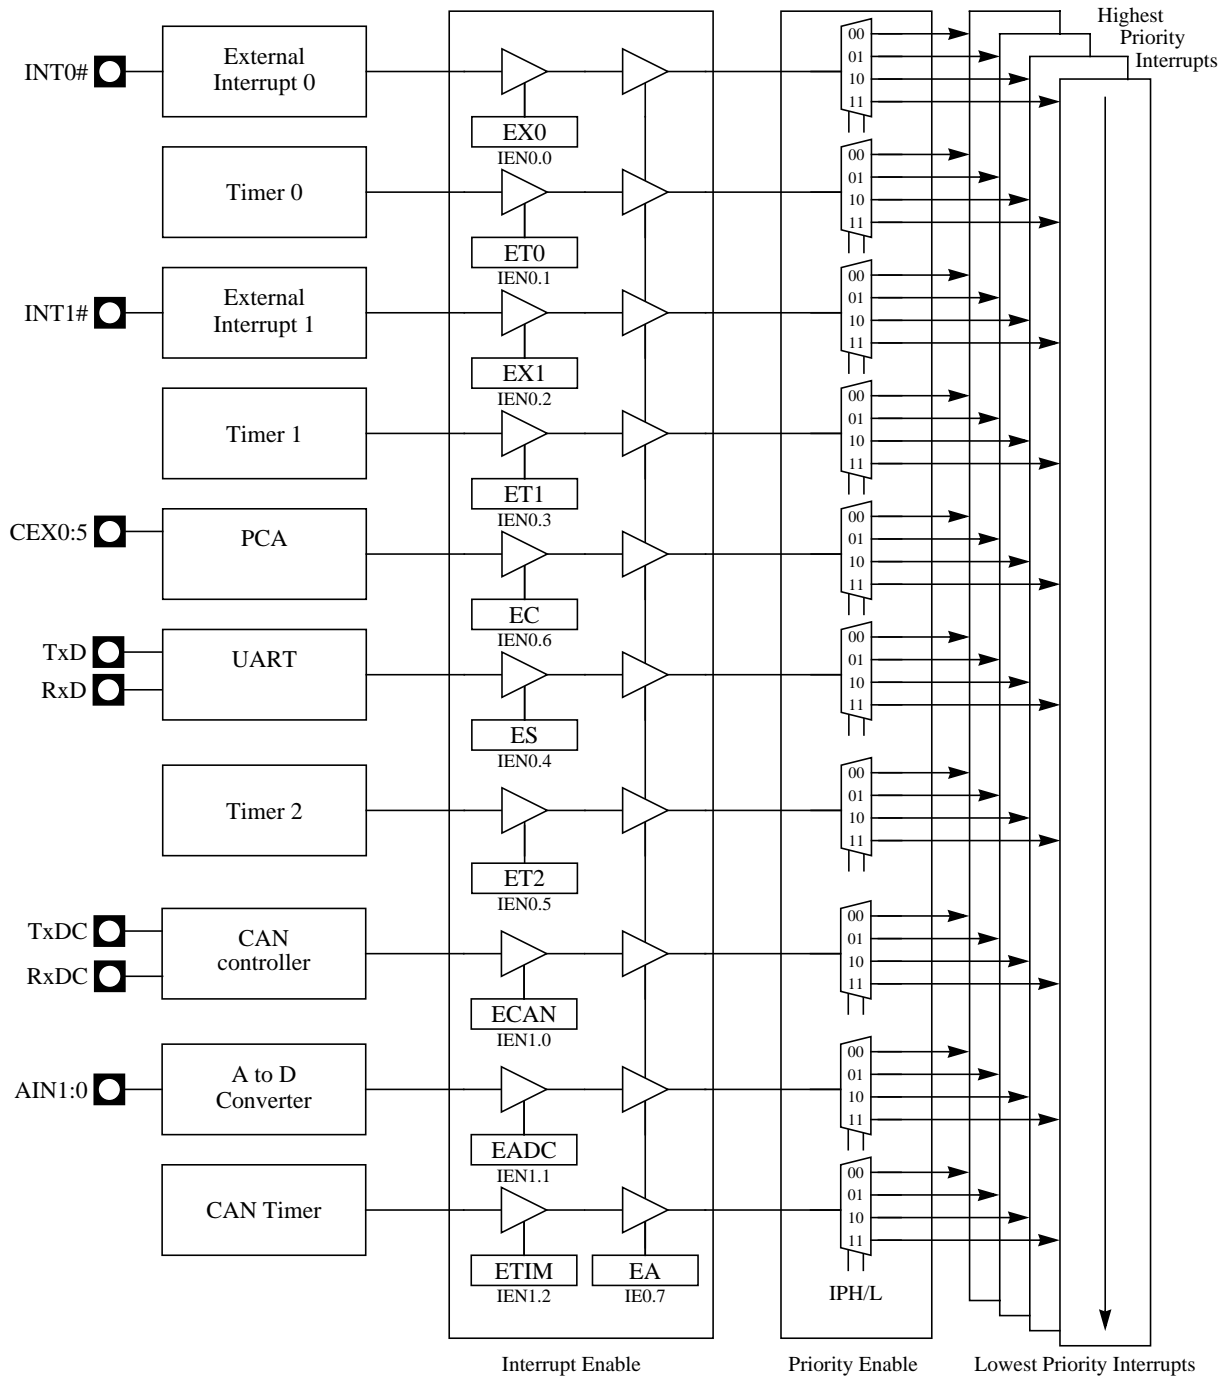 Highest
Priority
Interrupts
INT0#
External
Interrupt 0
EX0
IEN0.0
00
01
10
11
Timer 0
ET0
IEN0.1
00
01
10
11
INT1#
External
Interrupt 1
EX1
IEN0.2
00
01
10
11
Timer 1
ET1
IEN0.3
00
01
10
11
CEX0:5
PCA
EC
IEN0.6
00
01
10
11
TxD
RxD
UART
ES
IEN0.4
00
01
10
11
Timer 2
ET2
IEN0.5
00
01
10
11
TxDC
RxDC
CAN
controller
ECAN
IEN1.0
00
01
10
11
AIN1:0
A to D
Converter
EADC
IEN1.1
00
01
10
11
CAN Timer
ETIM
IEN1.2
EA
IE0.7
00
01
10
11
IPH/L
Interrupt Enable
Priority Enable
Lowest Priority Interrupts